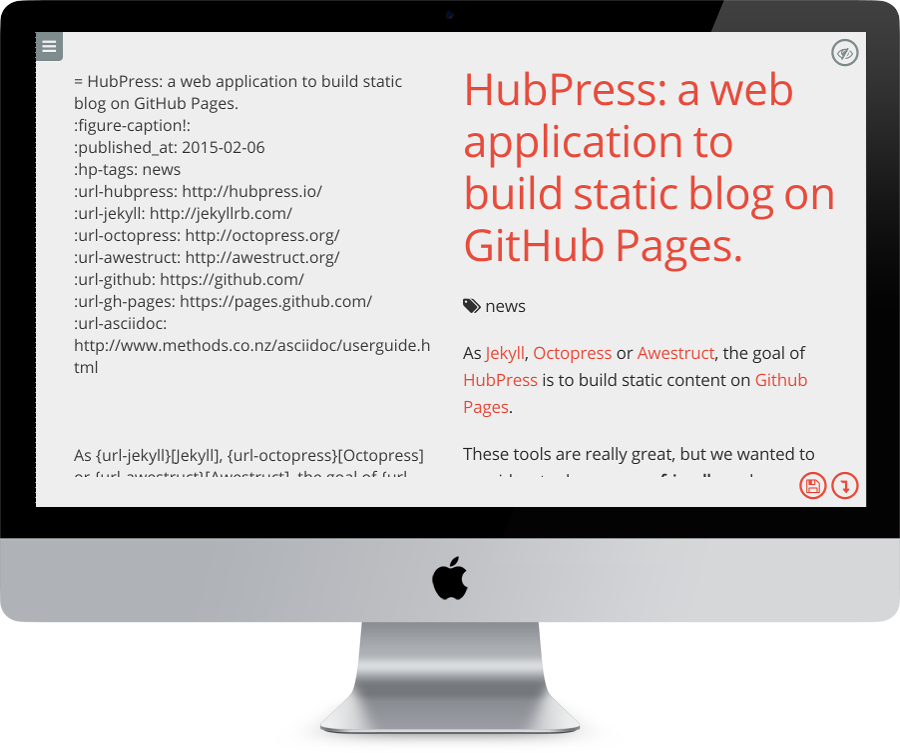 = HubPress: a web application to build static
blog on GitHub Pages.
:figure-caption!:
:published_at: 2015-02-06
:hp-tags: news
:url-hubpress: http://hubpress.io/
:url-jekyll: http://jekyllrb.com/
:url-octopress: http://octopress.org/
:url-awestruct: http://awestruct.org/
:url-github: https://github.com/
:url-gh-pages: https://pages.github.com/
:url-asciidoc:
http://www.methods.co.nz/asciidoc/userguide.h
tml
As {url-jekyll}[Jekyll], {url-octopress}[Octopress]
or {url-awestruct}[Awestruct], the goal of {url-
HubPress: a web
application to
build static blog on
GitHub Pages.
news
As Jekyll, Octopress or Awestruct, the goal of
HubPress is to build static content on Github
Pages.
These tools are really great, but we wanted to